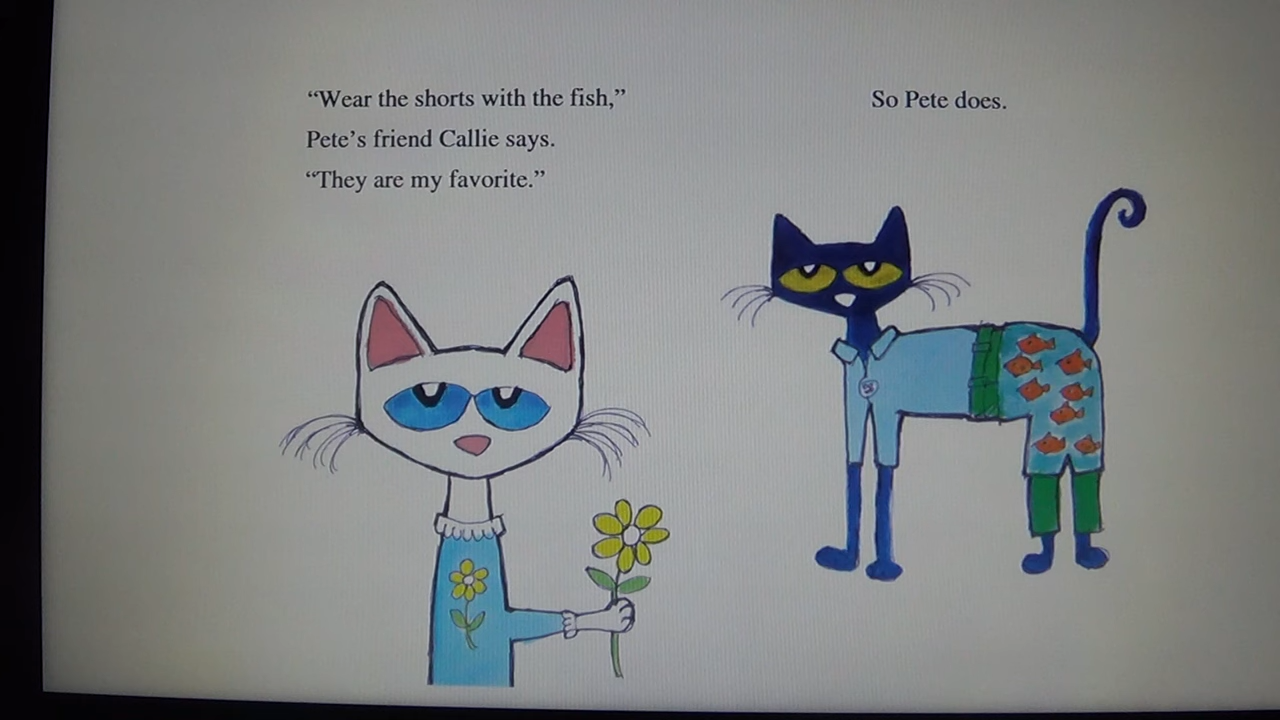 “Wear the shorts with the fish,”
Pete’s friend Callie says.
“They are my favorite.”
So Pete does.